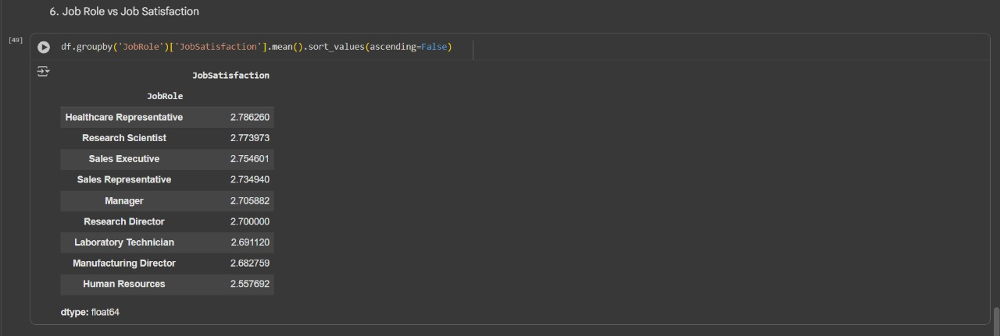 6. Job Role vs Job Satisfaction
[49]
df.groupby('JobRole')['JobSatisfaction'].mean().sort_values(ascending=False)
JobSatisfaction
JobRole
Healthcare Representative 2.786260
Research Scientist 2.773973
Sales Executive 2.754601
Sales Representative 2.734940
Manager 2.705882
Research Director 2.700000
Laboratory Technician 2.691120
Manufacturing Director 2.682759
Human Resources 2.557692
dtype: float64